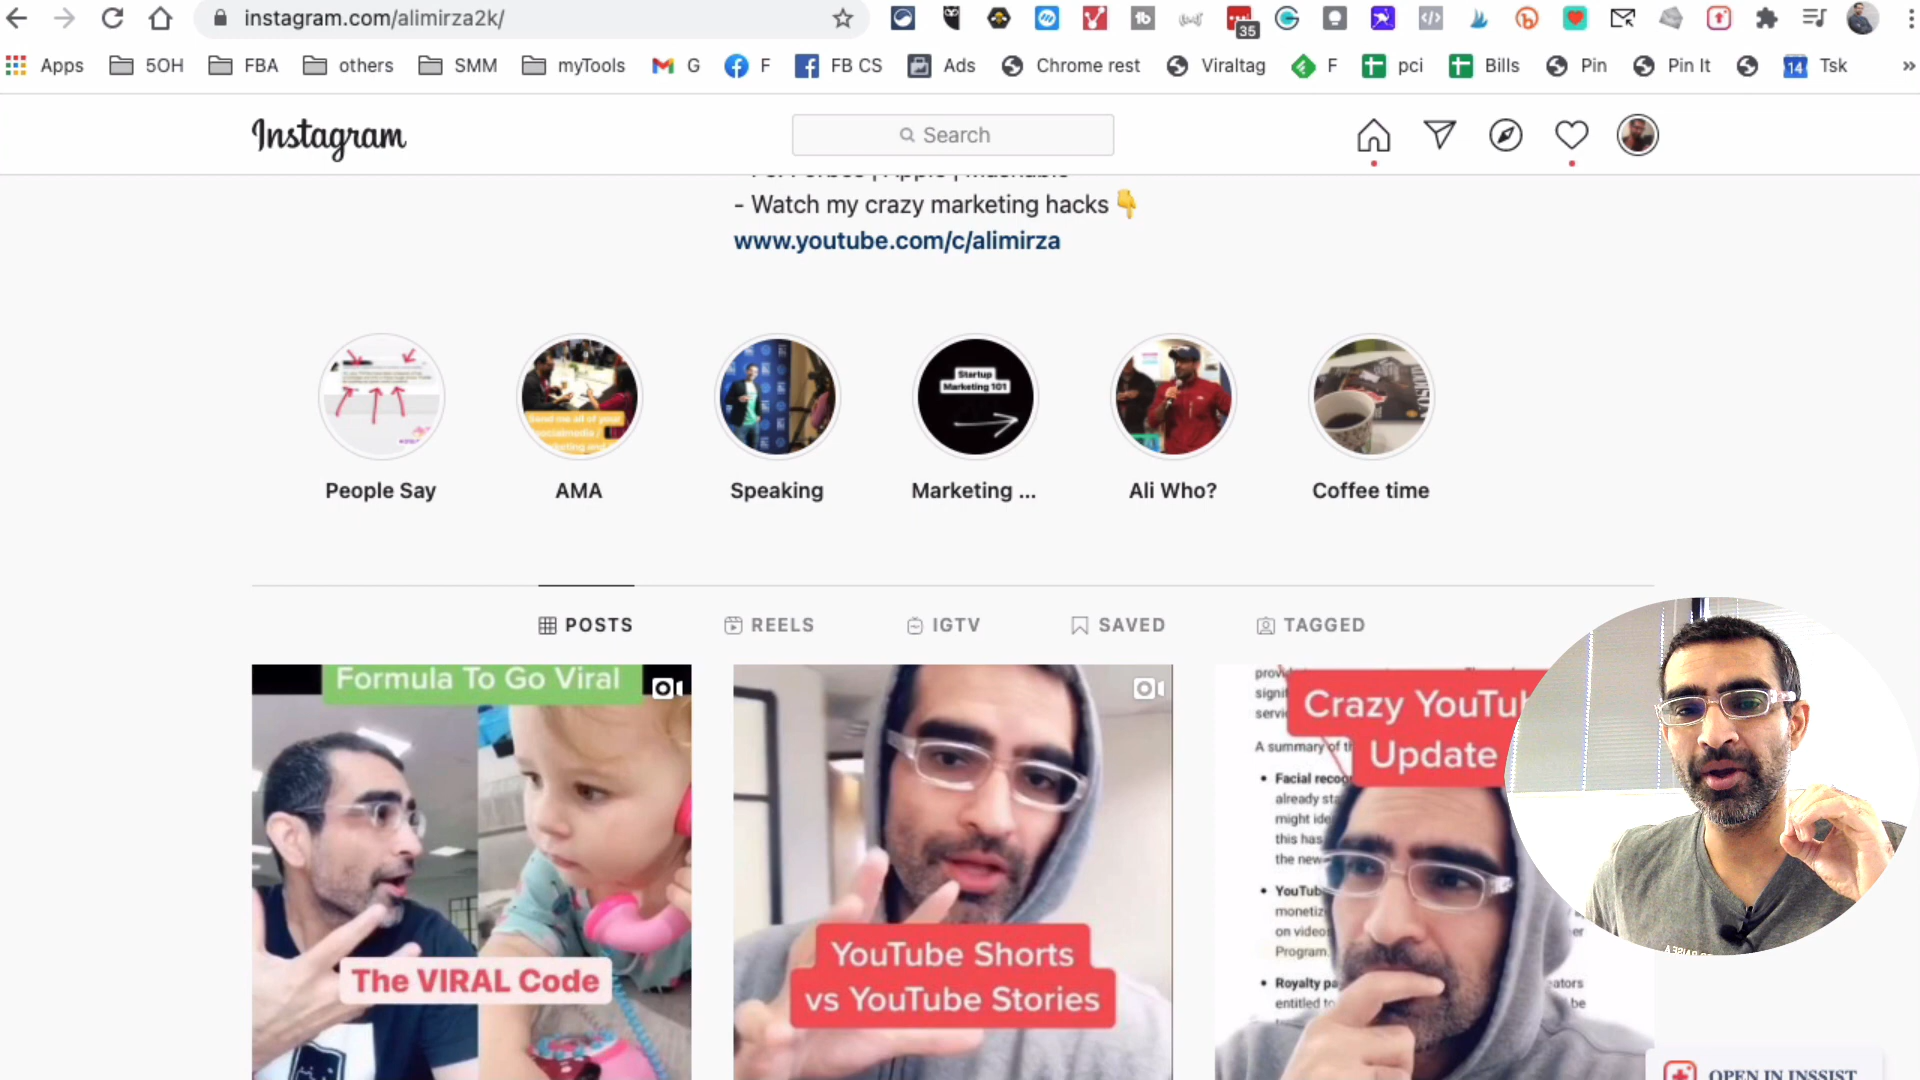 instagram.com/alimirza2k/
35
Apps 5OH FBA others SMM myTools G F FB CS Ads Chrome rest Viraltag F pci Bills Pin Pin It 14 Tsk »
Instagram
Search
- Watch my crazy marketing hacks 👇
www.youtube.com/c/alimirza
Startup
Marketing 101
People Say
AMA
Speaking
Marketing ...
Ali Who?
Coffee time
POSTS
REELS
IGTV
SAVED
TAGGED
Formula To Go Viral
The VIRAL Code
YouTube Shorts
vs YouTube Stories
Crazy YouTu
Update
A summary of th
Facial recog
already sta
might ide
this has
the new
YouTub
monetiz
on video
Program.
Royalty pa
entitled to
OPEN IN INSSIST